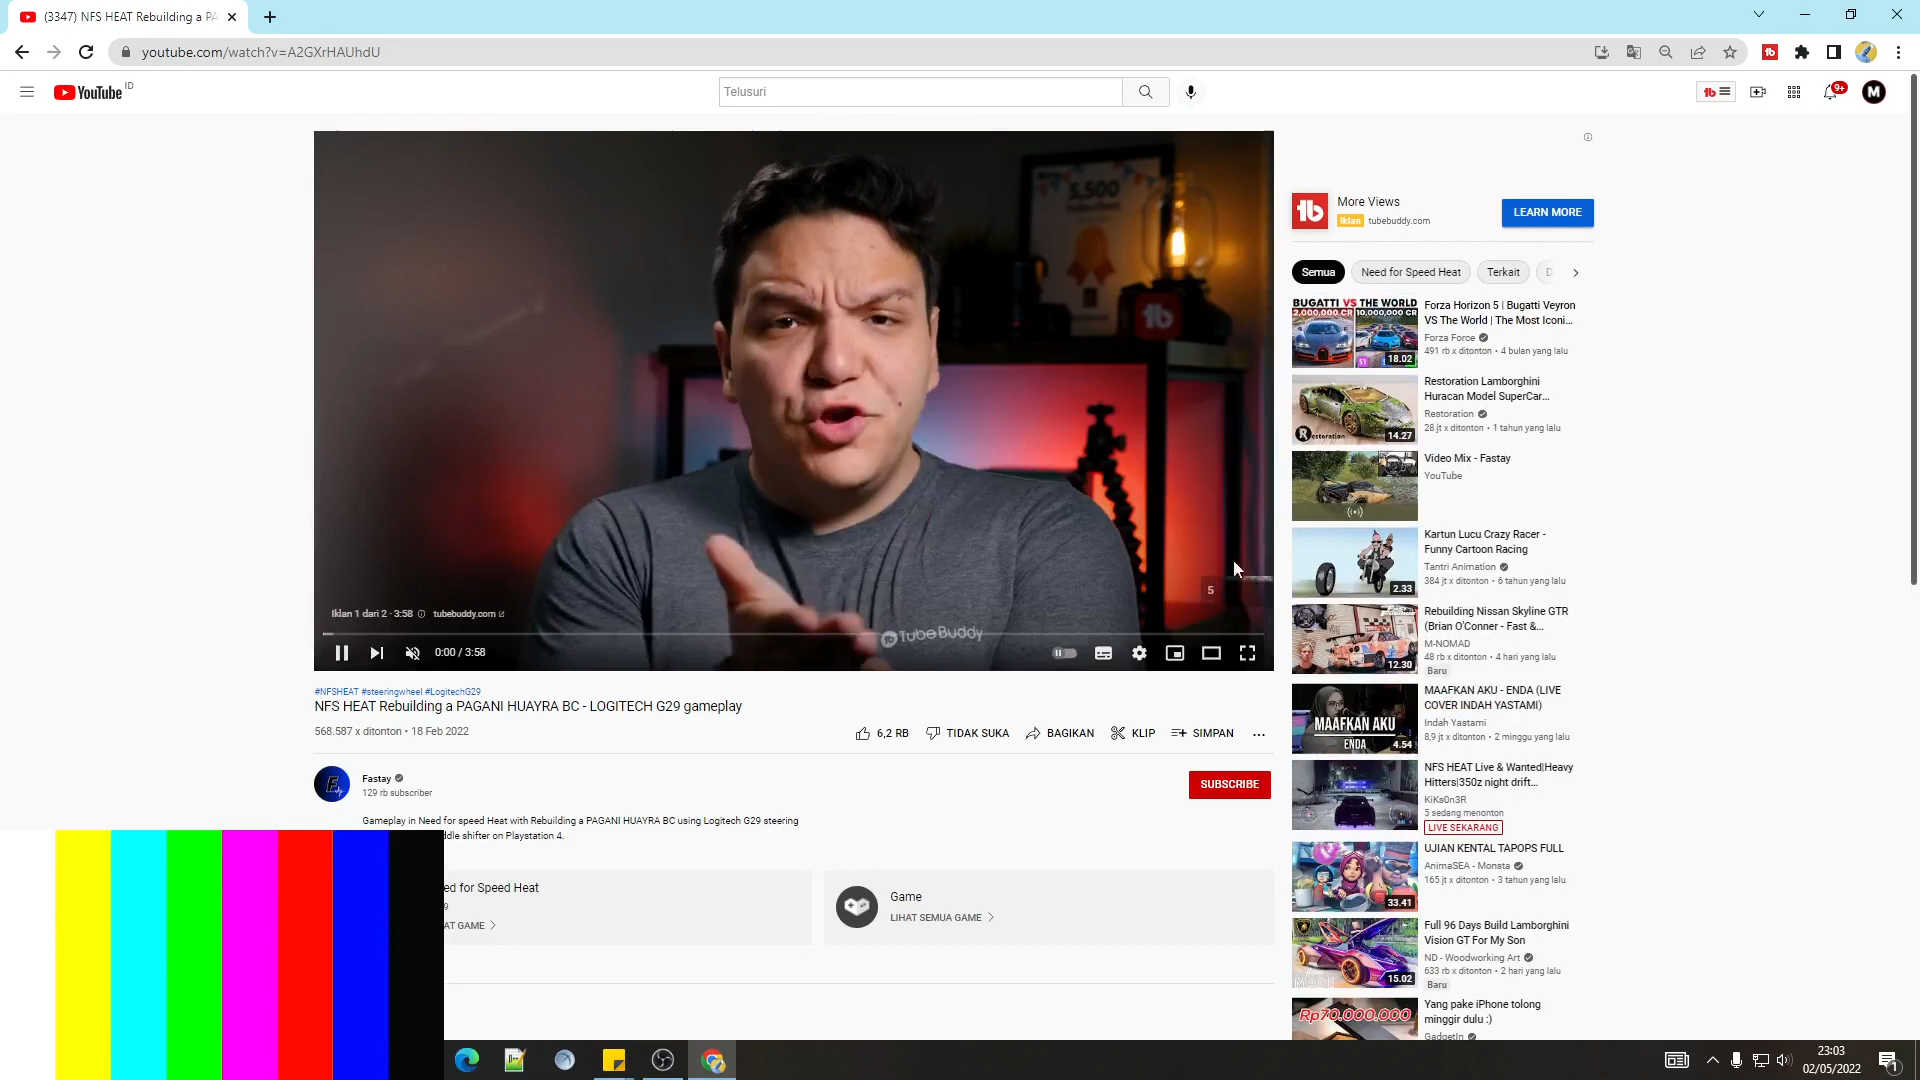 (3347) NFS HEAT Rebuilding a PA
youtube.com/watch?v=A2GXrHAUhdU
YouTube ID
Telusuri
9+
M
5.500
Iklan 1 dari 2 · 3:58 tubebuddy.com
TubeBuddy
5
0:00 / 3:58
#NFSHEAT #steeringwheel #LogitechG29
NFS HEAT Rebuilding a PAGANI HUAYRA BC - LOGITECH G29 gameplay
568.587 x ditonton • 18 Feb 2022
6,2 RB TIDAK SUKA BAGIKAN KLIP SIMPAN ...
Fastay
129 rb subscriber
SUBSCRIBE
Gameplay in Need for speed Heat with Rebuilding a PAGANI HUAYRA BC using Logitech G29 steering
ddle shifter on Playstation 4.
ed for Speed Heat
9
AT GAME
Game
LIHAT SEMUA GAME
More Views
Iklan tubebuddy.com
LEARN MORE
Semua Need for Speed Heat Terkait D
BUGATTI VS THE WORLD
2,000,000 CR 10,000,000 CR
S1
18.02
Forza Horizon 5 | Bugatti Veyron
VS The World | The Most Iconi...
Forza Force
491 rb x ditonton • 4 bulan yang lalu
Restoration
14.27
Restoration Lamborghini
Huracan Model SuperCar...
Restoration
28 jt x ditonton • 1 tahun yang lalu
Video Mix - Fastay
YouTube
2.33
Kartun Lucu Crazy Racer -
Funny Cartoon Racing
Tantri Animation
384 jt x ditonton • 6 tahun yang lalu
12.30
Rebuilding Nissan Skyline GTR
(Brian O'Conner - Fast &...
M-NOMAD
48 rb x ditonton • 4 hari yang lalu
Baru
MAAFKAN AKU
ENDA
4.54
MAAFKAN AKU - ENDA (LIVE
COVER INDAH YASTAMI)
Indah Yastami
8,9 jt x ditonton • 2 minggu yang lalu
NFS HEAT Live & Wanted|Heavy
Hitters|350z night drift...
KiKs0n3R
5 sedang menonton
LIVE SEKARANG
33.41
UJIAN KENTAL TAPOPS FULL
AnimaSEA - Monsta
165 jt x ditonton • 3 tahun yang lalu
15.02
Full 96 Days Build Lamborghini
Vision GT For My Son
ND - Woodworking Art
633 rb x ditonton • 2 hari yang lalu
Baru
Rp70.000.000
Yang pake iPhone tolong
minggir dulu :)
GadgetIn
23:03
02/05/2022
1